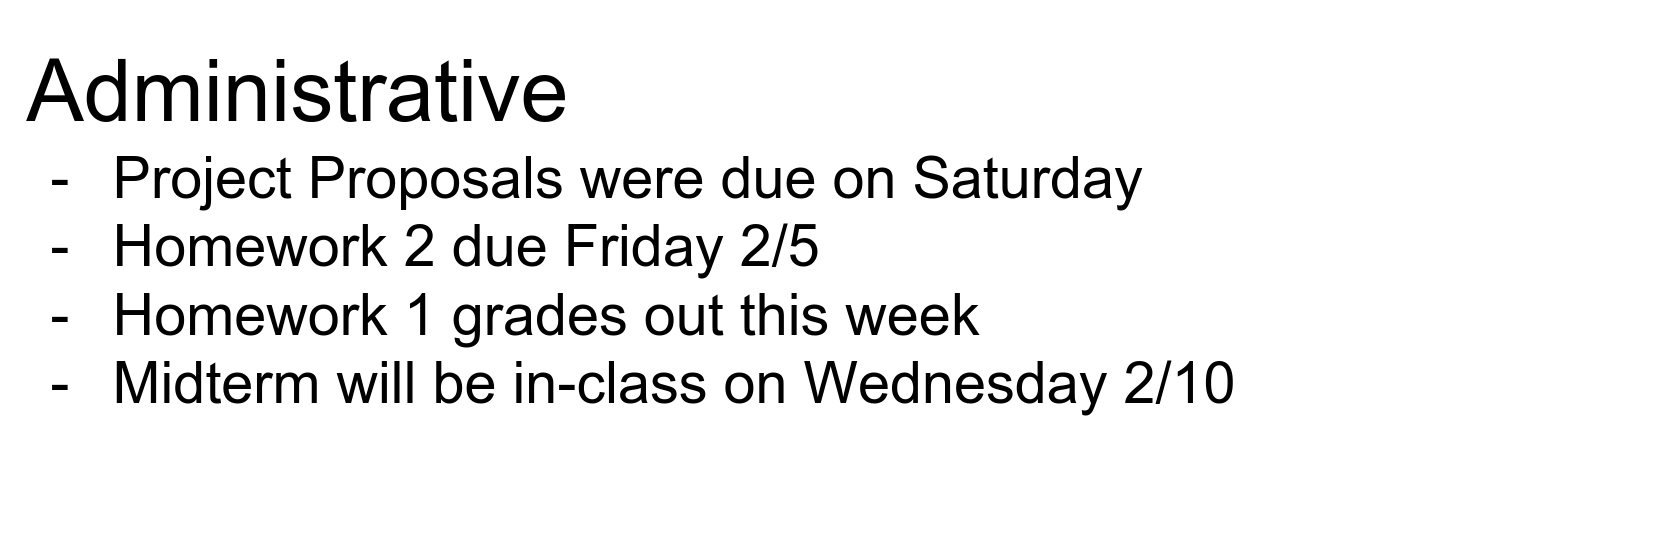 Administrative
- Project Proposals were due on Saturday
- Homework 2 due Friday 2/5
- Homework 1 grades out this week
- Midterm will be in-class on Wednesday 2/10